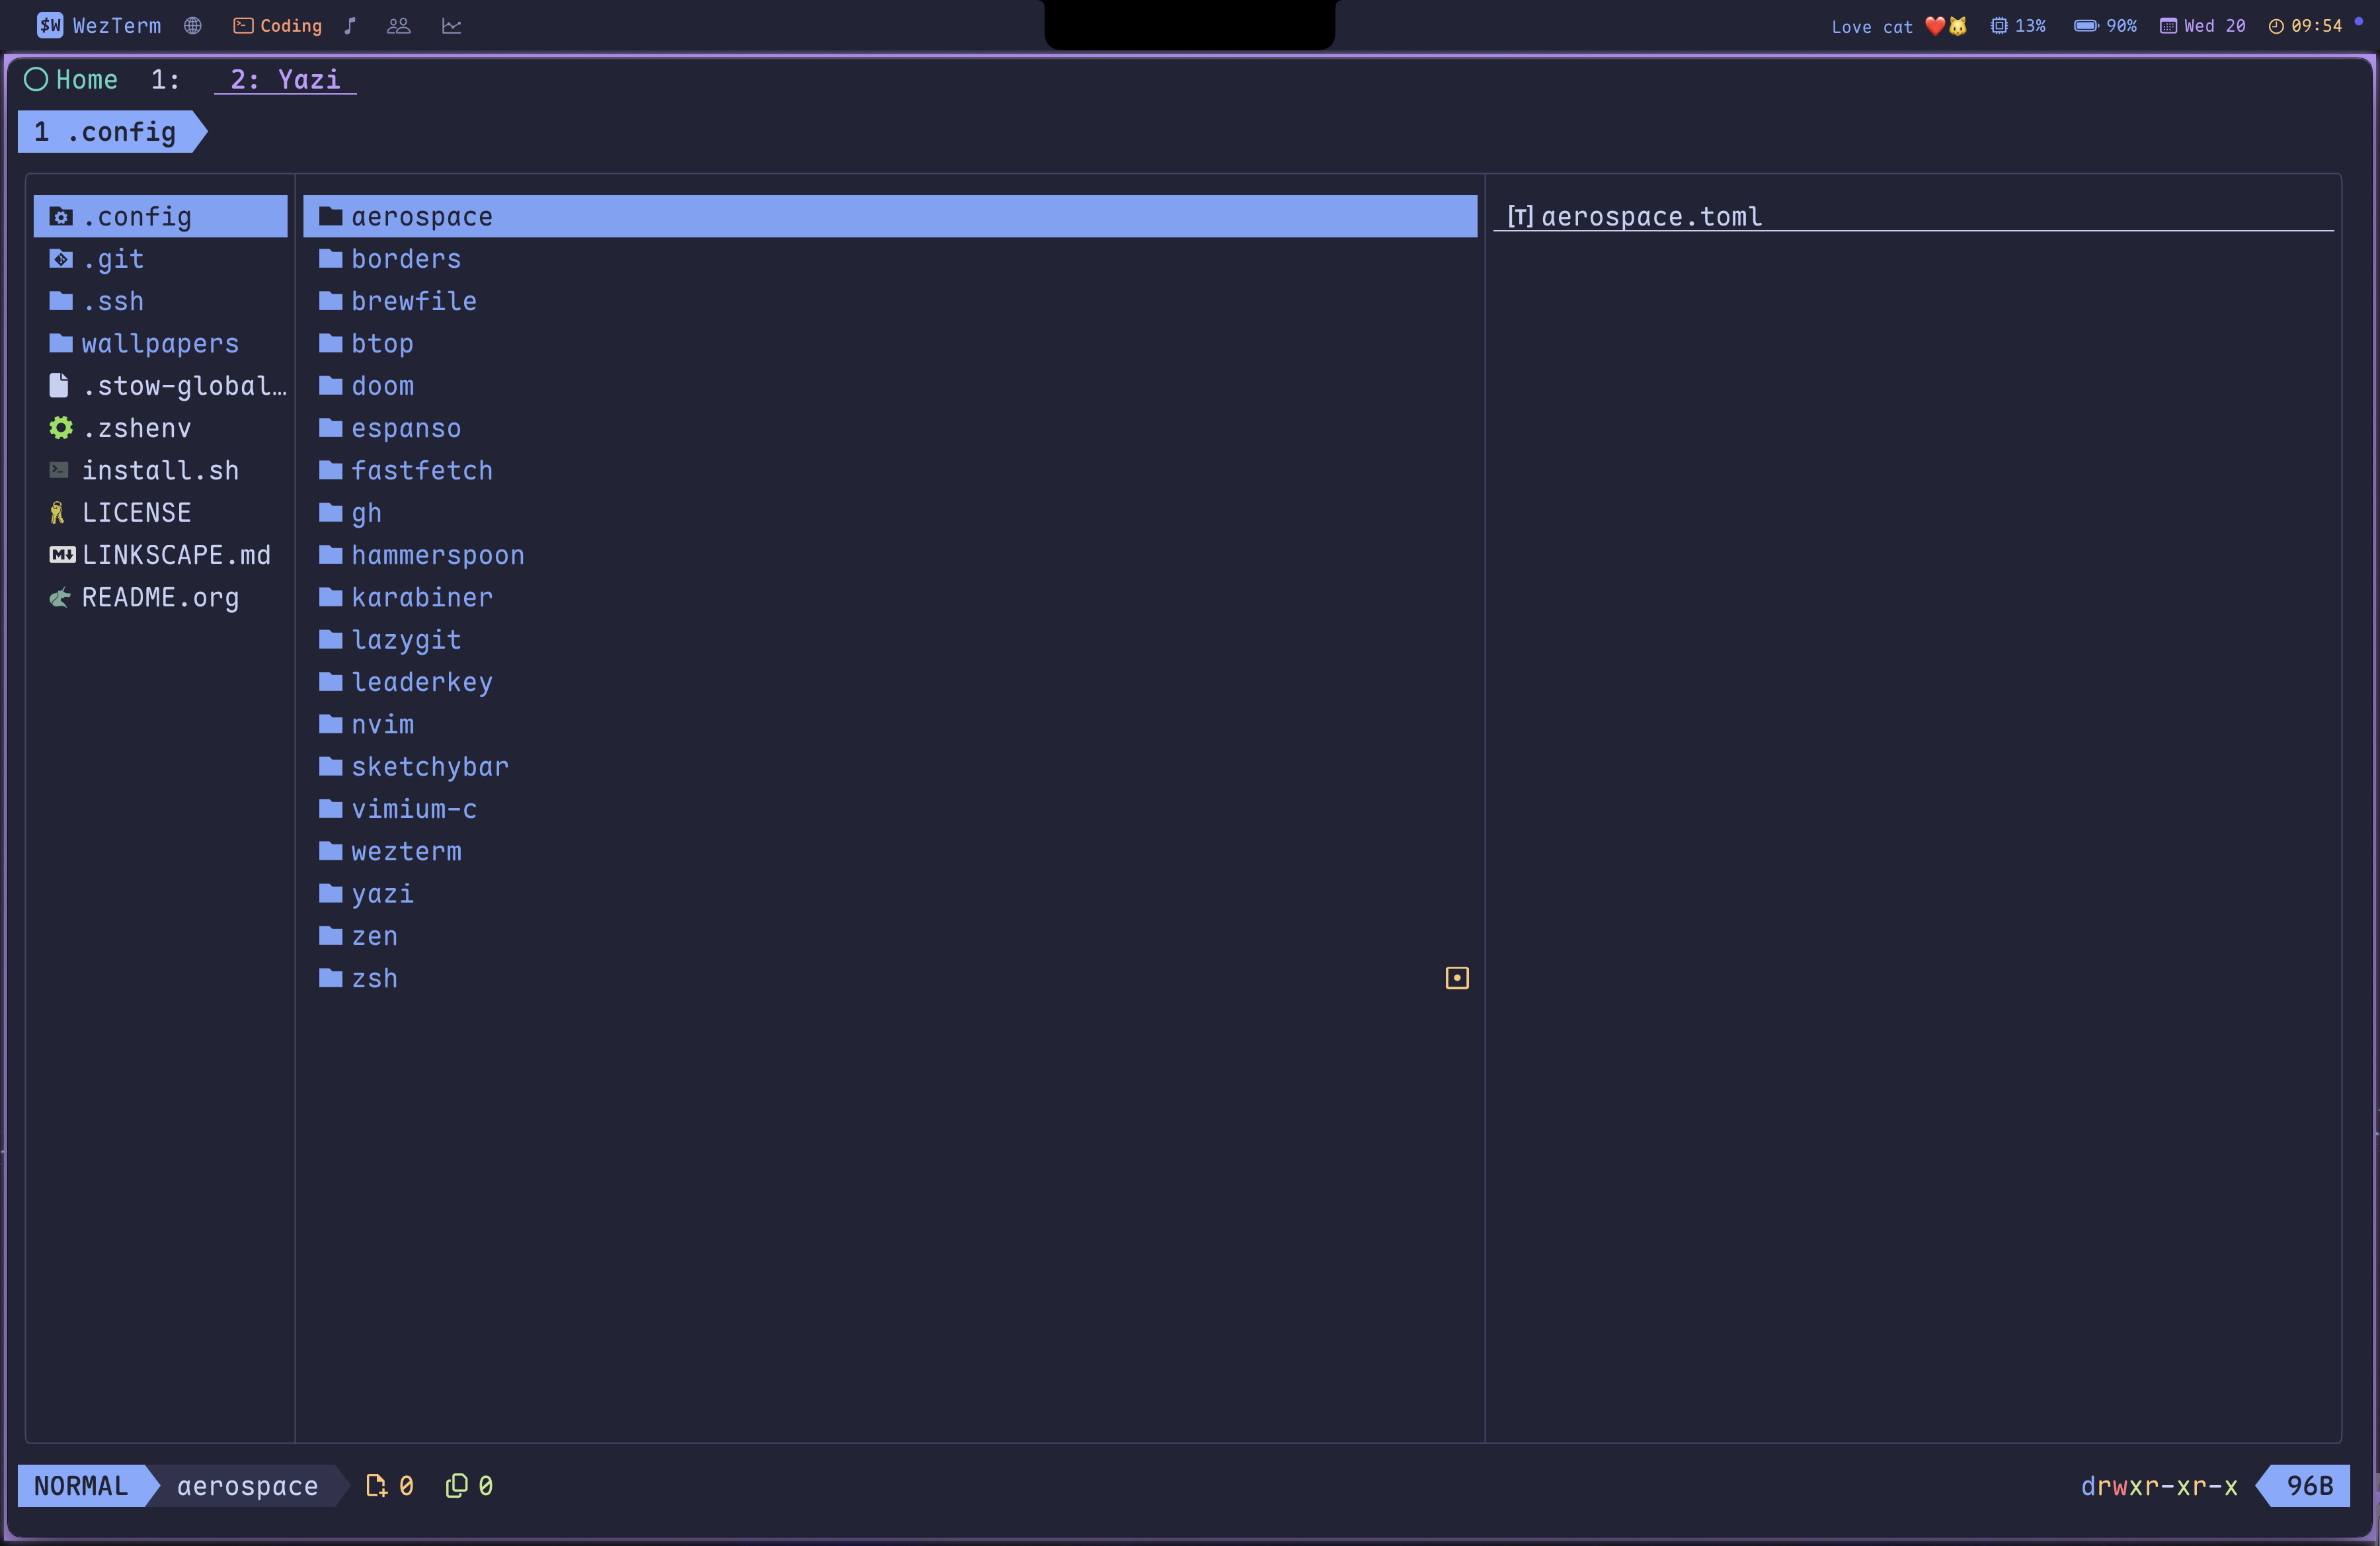 $W WezTerm Coding Love cat ❤️🐱 13% 90% Wed 20 09:54
Home 1: 2: Yazi
1 .config
.config
.git
.ssh
wallpapers
.stow-global…
.zshenv
install.sh
LICENSE
LINKSCAPE.md
README.org
aerospace
borders
brewfile
btop
doom
espanso
fastfetch
gh
hammerspoon
karabiner
lazygit
leaderkey
nvim
sketchybar
vimium-c
wezterm
yazi
zen
zsh
[T] aerospace.toml
NORMAL aerospace 0 0 drwxr-xr-x 96B